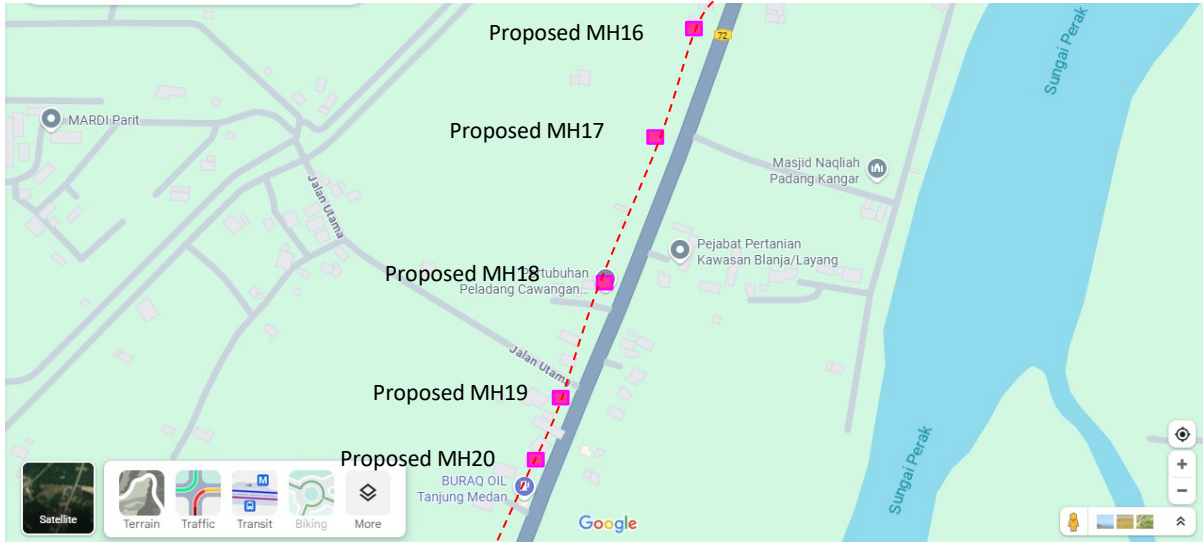 Proposed MH16
72
Sungai Perak
MARDI Parit
Proposed MH17
Masjid Naqliah
Padang Kangar
Jalan Utama
Pejabat Pertanian
Kawasan Blanja/Layang
Proposed MH18
Peladang Cawangan...
Jalan Utama
Proposed MH19
Sungai Perak
Proposed MH20
BURAQ OIL
Tanjung Medan
Satellite
Terrain
Traffic
M
Transit
Biking
More
Google